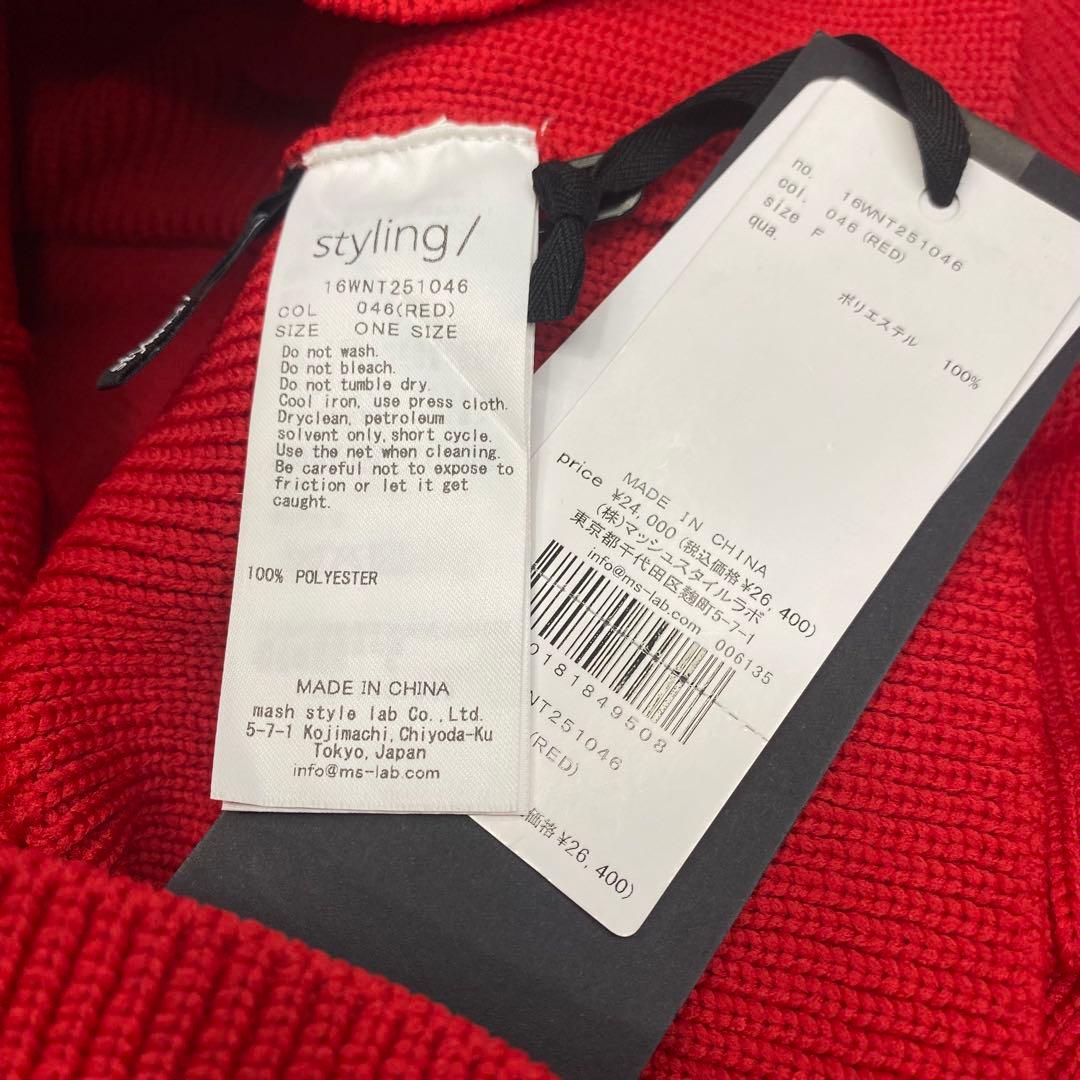 styling/
16WNT251046
COL 046(RED)
SIZE ONE SIZE
Do not wash.
Do not bleach.
Do not tumble dry.
Cool iron, use press cloth.
Dryclean, petroleum
solvent only, short cycle.
Use the net when cleaning.
Be careful not to expose to
friction or let it get
caught.
100% POLYESTER
MADE IN CHINA
mash style lab Co.,Ltd.
5-7-1 Kojimachi,Chiyoda-Ku
Tokyo,Japan
info@ms-lab.com
no. 16WNT251046
col. 046 (RED)
size F
qua.
ポリエステル 100%
MADE IN CHINA
price ¥24,000 (税込価格 ¥26,400)
(株)マッシュスタイルラボ
東京都千代田区麹町5-7-1
info@ms-lab.com 006135
0181849508
NT251046
(RED)
価格 ¥26,400)